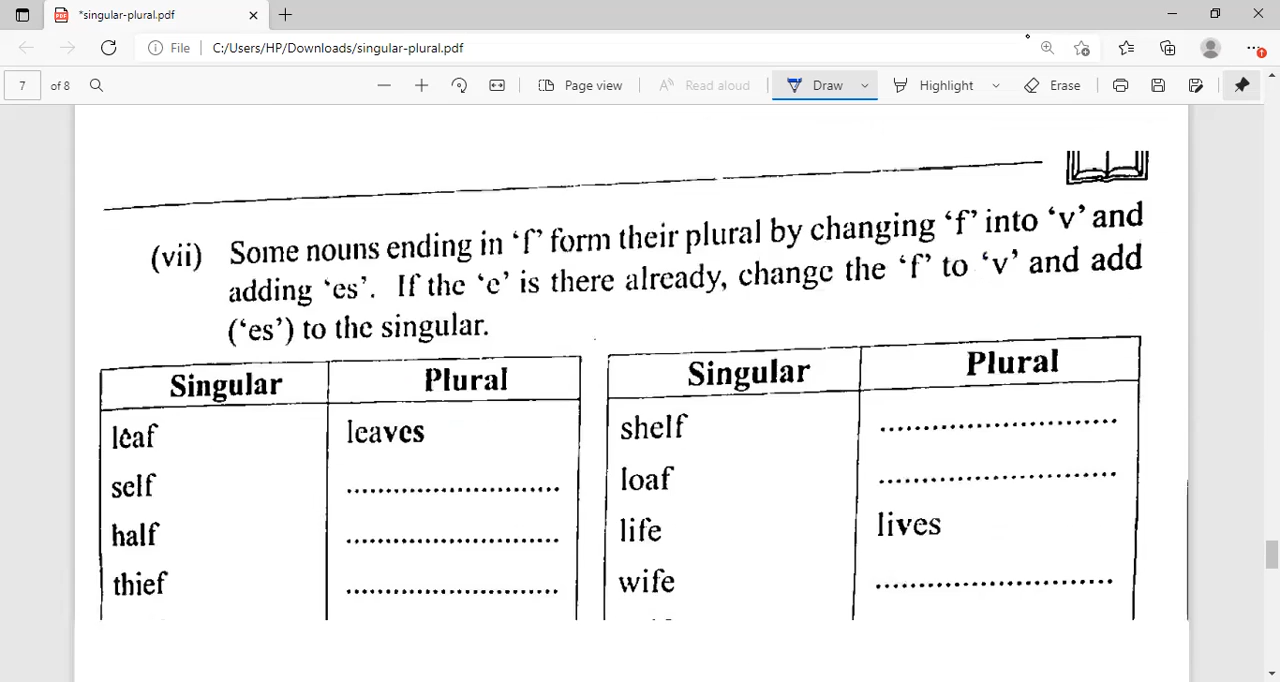 *singular-plural.pdf
File C:/Users/HP/Downloads/singular-plural.pdf
7 of 8 Page view Read aloud Draw Highlight Erase
(vii) Some nouns ending in ‘f’ form their plural by changing ‘f’ into ‘v’ and
adding ‘es’. If the ‘e’ is there already, change the ‘f’ to ‘v’ and add
(‘es’) to the singular.
Singular Plural Singular Plural
leaf leaves shelf ..........................
self .......................... loaf ..........................
half .......................... life lives
thief .......................... wife ..........................